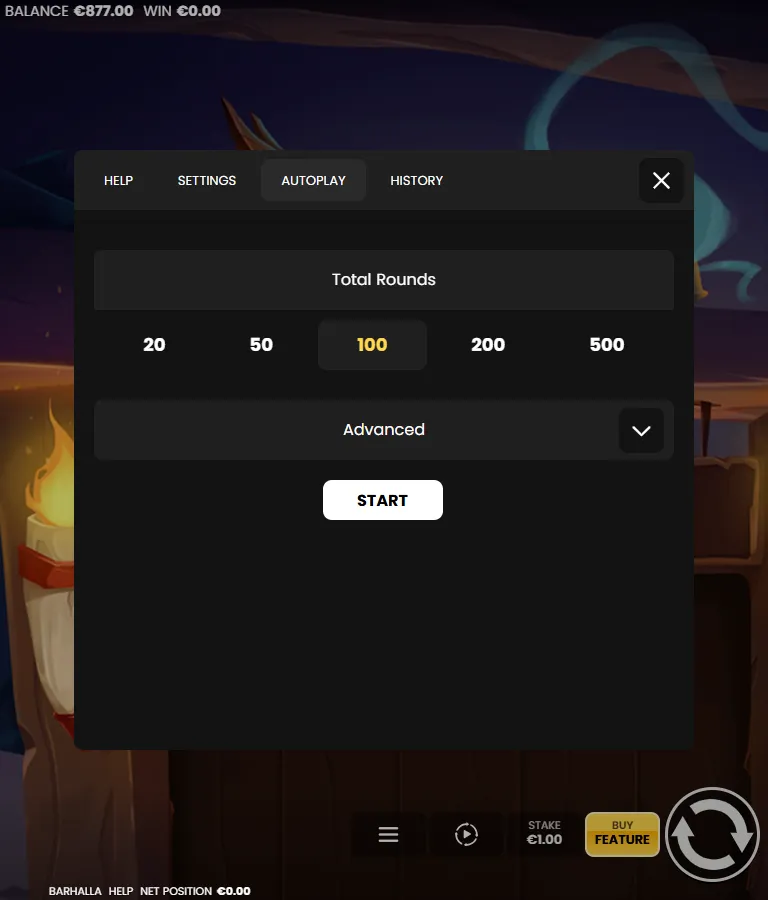 BALANCE €877.00 WIN €0.00
HELP SETTINGS AUTOPLAY HISTORY
Total Rounds
20 50 100 200 500
Advanced
START
STAKE
€1.00
BUY
FEATURE
BARHALLA HELP NET POSITION €0.00